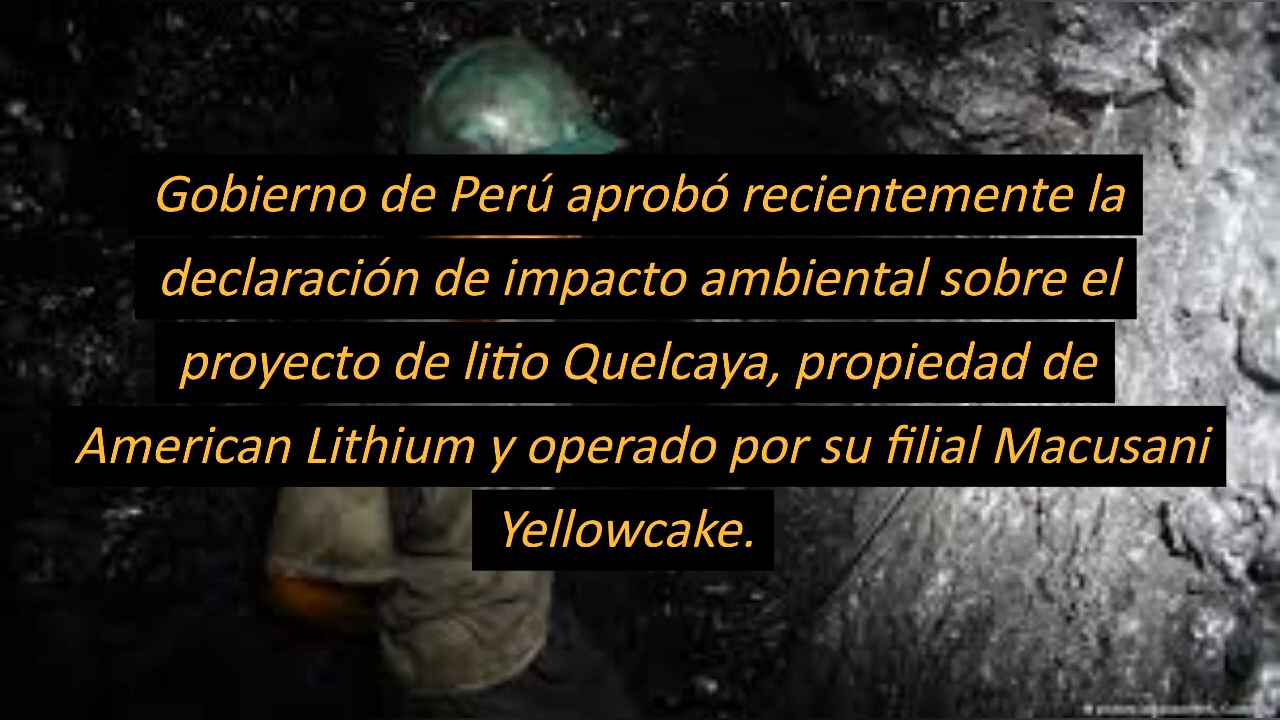 Gobierno de Perú aprobó recientemente la
declaración de impacto ambiental sobre el
proyecto de litio Quelcaya, propiedad de
American Lithium y operado por su filial Macusani
Yellowcake.